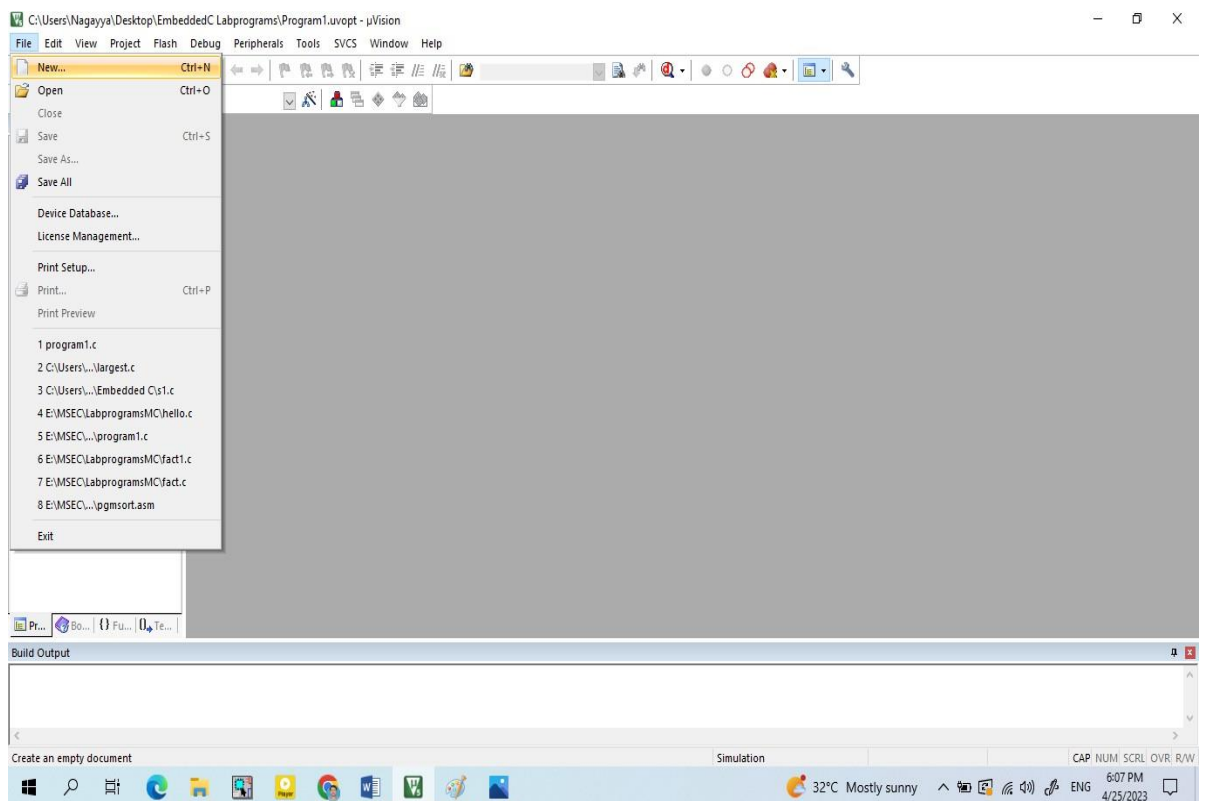 C:\Users\Nagayya\Desktop\EmbeddedC Labprograms\Program1.uvopt - µVision
File Edit View Project Flash Debug Peripherals Tools SVCS Window Help
New... Ctrl+N
Open Ctrl+O
Close
Save Ctrl+S
Save As...
Save All
Device Database...
License Management...
Print Setup...
Print... Ctrl+P
Print Preview
1 program1.c
2 C:\Users\...\largest.c
3 C:\Users\...\Embedded C\s1.c
4 E:\MSEC\LabprogramsMC\hello.c
5 E:\MSEC\...\program1.c
6 E:\MSEC\LabprogramsMC\fact1.c
7 E:\MSEC\LabprogramsMC\fact.c
8 E:\MSEC\...\pgmsort.asm
Exit
Pr... Bo... {} Fu... 0 Te...
Build Output
Create an empty document Simulation CAP NUM SCRL OVR R/W
Player 32°C Mostly sunny ENG 6:07 PM
4/25/2023